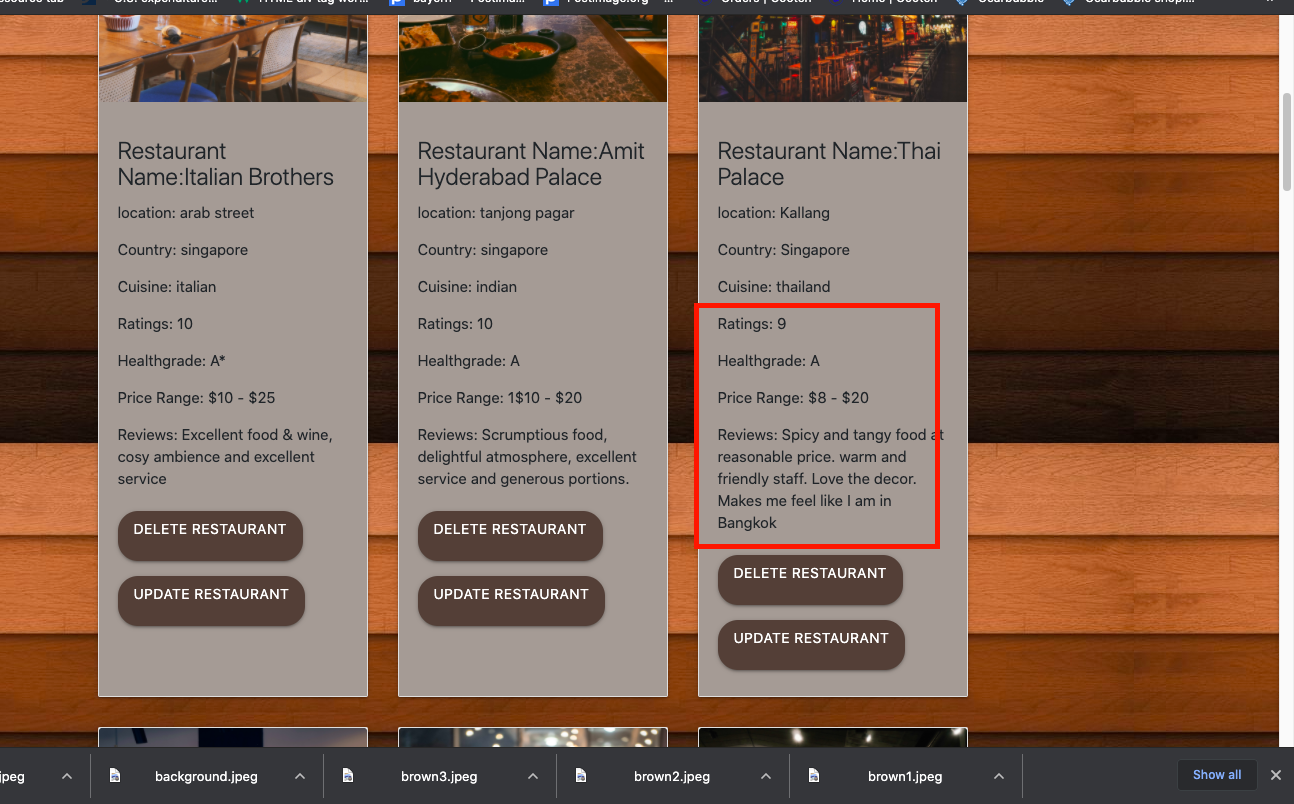 Restaurant
Name:Italian Brothers
location: arab street
Country: singapore
Cuisine: italian
Ratings: 10
Healthgrade: A*
Price Range: $10 - $25
Reviews: Excellent food & wine,
cosy ambience and excellent
service
DELETE RESTAURANT
UPDATE RESTAURANT
Restaurant Name:Amit
Hyderabad Palace
location: tanjong pagar
Country: singapore
Cuisine: indian
Ratings: 10
Healthgrade: A
Price Range: 1$10 - $20
Reviews: Scrumptious food,
delightful atmosphere, excellent
service and generous portions.
DELETE RESTAURANT
UPDATE RESTAURANT
Restaurant Name:Thai
Palace
location: Kallang
Country: Singapore
Cuisine: thailand
Ratings: 9
Healthgrade: A
Price Range: $8 - $20
Reviews: Spicy and tangy food at
reasonable price. warm and
friendly staff. Love the decor.
Makes me feel like I am in
Bangkok
DELETE RESTAURANT
UPDATE RESTAURANT
jpeg
background.jpeg
brown3.jpeg
brown2.jpeg
brown1.jpeg
Show all